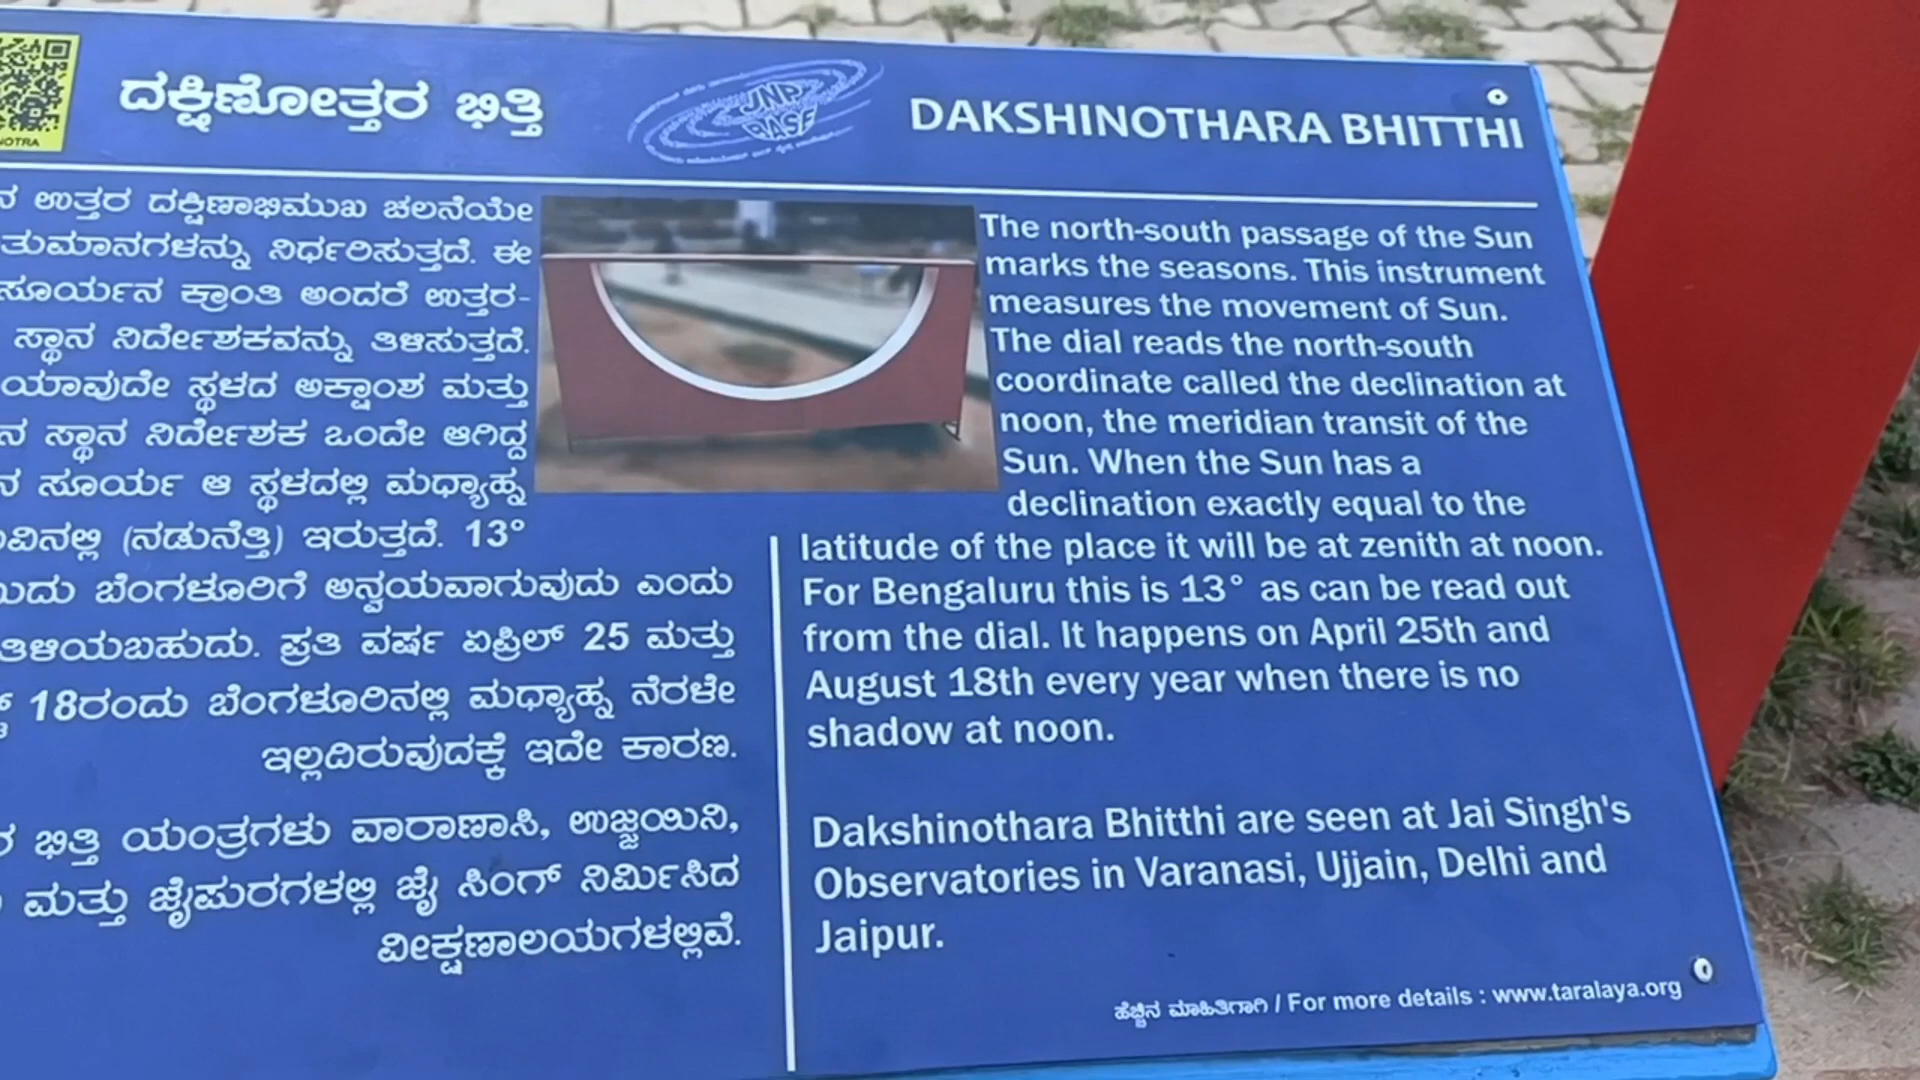 ದಕ್ಷಿಣೋತ್ತರ ಭಿತ್ತಿ
JNP
BASE
DAKSHINOTHARA BHITTHI
ಉತ್ತರ ದಕ್ಷಿಣಾಭಿಮುಖ ಚಲನೆಯೇ
ನಿರ್ಧರಿಸುತ್ತದೆ. ಈ
ಸೂರ್ಯನ ಕ್ರಾಂತಿ ಅಂದರೆ ಉತ್ತರ-
ಸ್ಥಾನ ನಿರ್ದೇಶಕವನ್ನು ತಿಳಿಸುತ್ತದೆ.
ಯಾವುದೇ ಸ್ಥಳದ ಅಕ್ಷಾಂಶ ಮತ್ತು
ಸ್ಥಾನ ನಿರ್ದೇಶಕ ಒಂದೇ ಆಗಿದ್ದ
ಸೂರ್ಯ ಆ ಸ್ಥಳದಲ್ಲಿ ಮಧ್ಯಾಹ್ನ
(ನಡುನೆತ್ತಿ) ಇರುತ್ತದೆ. 13°
ಬೆಂಗಳೂರಿಗೆ ಅನ್ವಯವಾಗುವುದು ಎಂದು
ತಿಳಿಯಬಹುದು. ಪ್ರತಿ ವರ್ಷ ಏಪ್ರಿಲ್ 25 ಮತ್ತು
18ರಂದು ಬೆಂಗಳೂರಿನಲ್ಲಿ ಮಧ್ಯಾಹ್ನ ನೆರಳೇ
ಇಲ್ಲದಿರುವುದಕ್ಕೆ ಇದೇ ಕಾರಣ.
ಭಿತ್ತಿ ಯಂತ್ರಗಳು ವಾರಾಣಾಸಿ, ಉಜ್ಜಯಿನಿ,
ಮತ್ತು ಜೈಪುರಗಳಲ್ಲಿ ಜೈ ಸಿಂಗ್ ನಿರ್ಮಿಸಿದ
ವೀಕ್ಷಣಾಲಯಗಳಲ್ಲಿವೆ.
The north-south passage of the Sun
marks the seasons. This instrument
measures the movement of Sun.
The dial reads the north-south
coordinate called the declination at
noon, the meridian transit of the
Sun. When the Sun has a
declination exactly equal to the
latitude of the place it will be at zenith at noon.
For Bengaluru this is 13° as can be read out
from the dial. It happens on April 25th and
August 18th every year when there is no
shadow at noon.
Dakshinothara Bhitthi are seen at Jai Singh's
Observatories in Varanasi, Ujjain, Delhi and
Jaipur.
ಹೆಚ್ಚಿನ ಮಾಹಿತಿಗಾಗಿ / For more details : www.taralaya.org